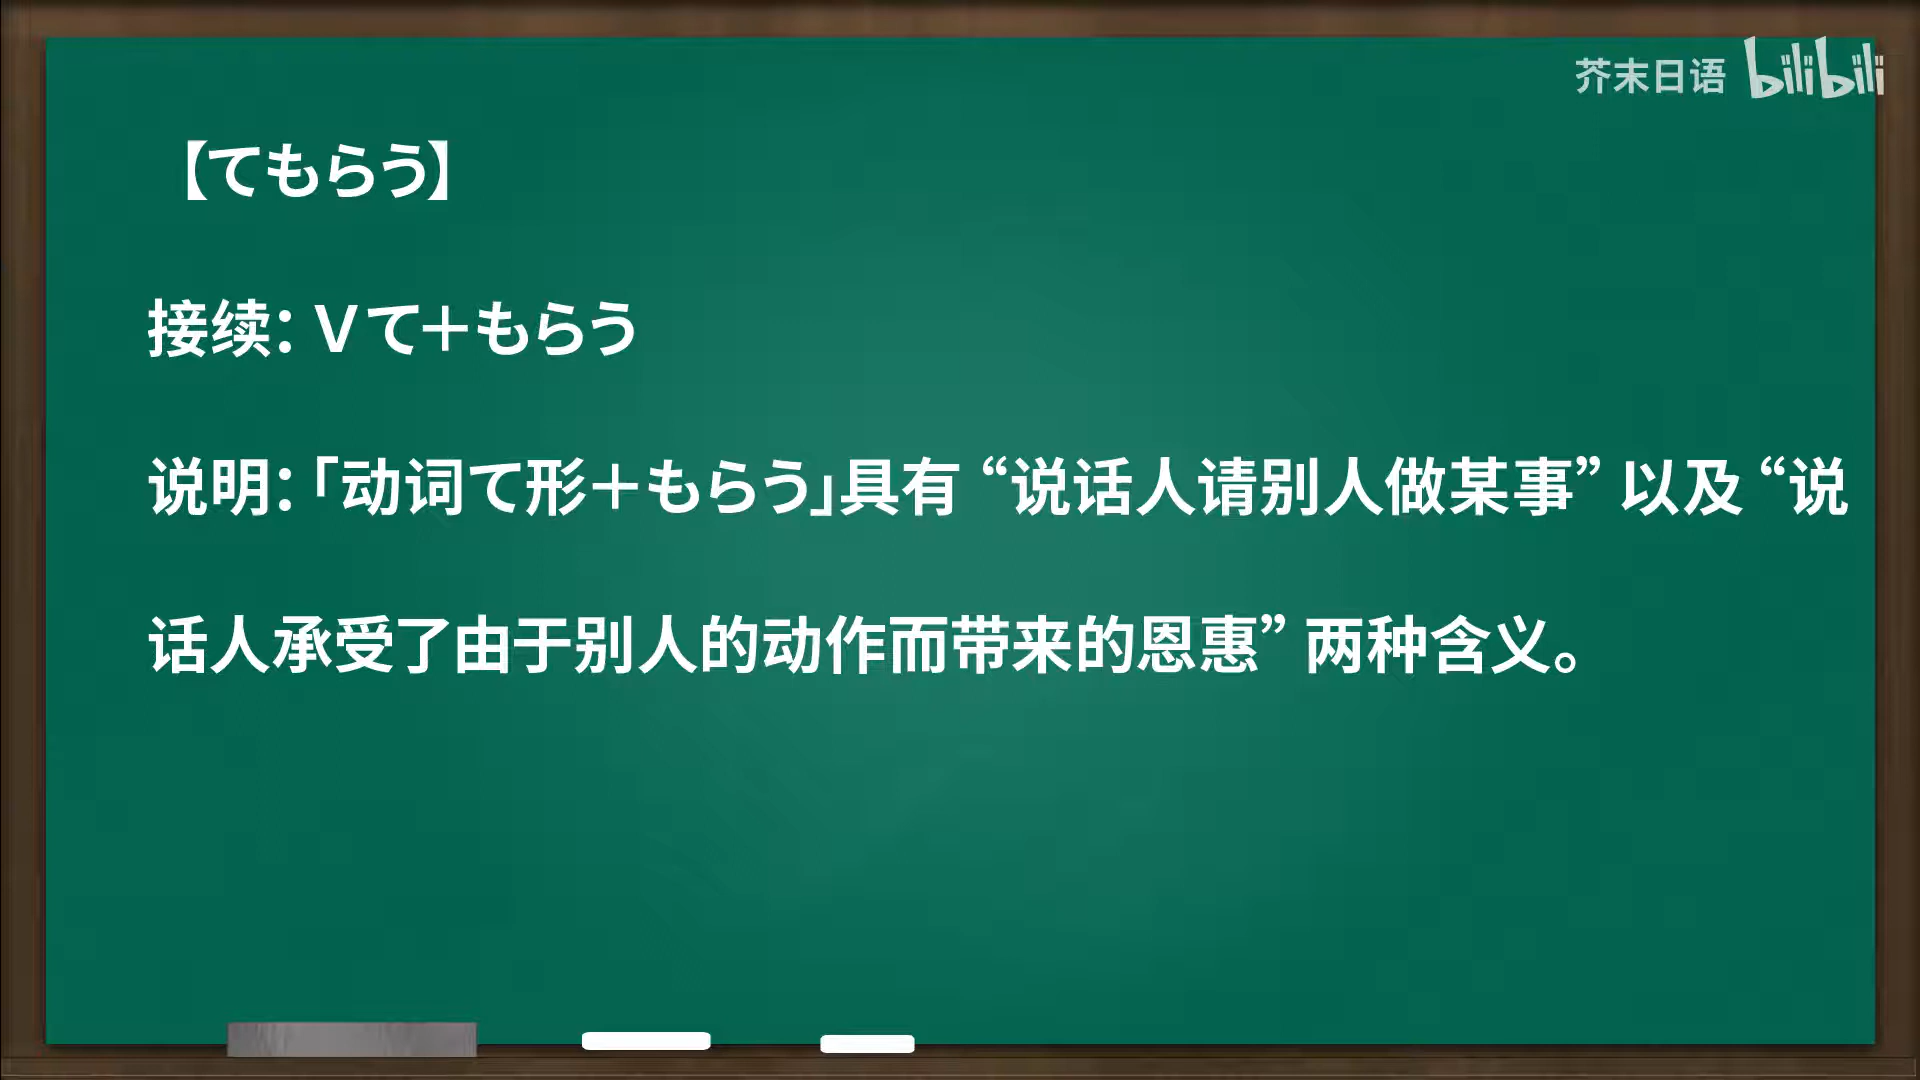 芥末日语 bilibili
【てもらう】
接续：Ｖて＋もらう
说明：「动词て形＋もらう」具有“说话人请别人做某事”以及“说
话人承受了由于别人的动作而带来的恩惠”两种含义。